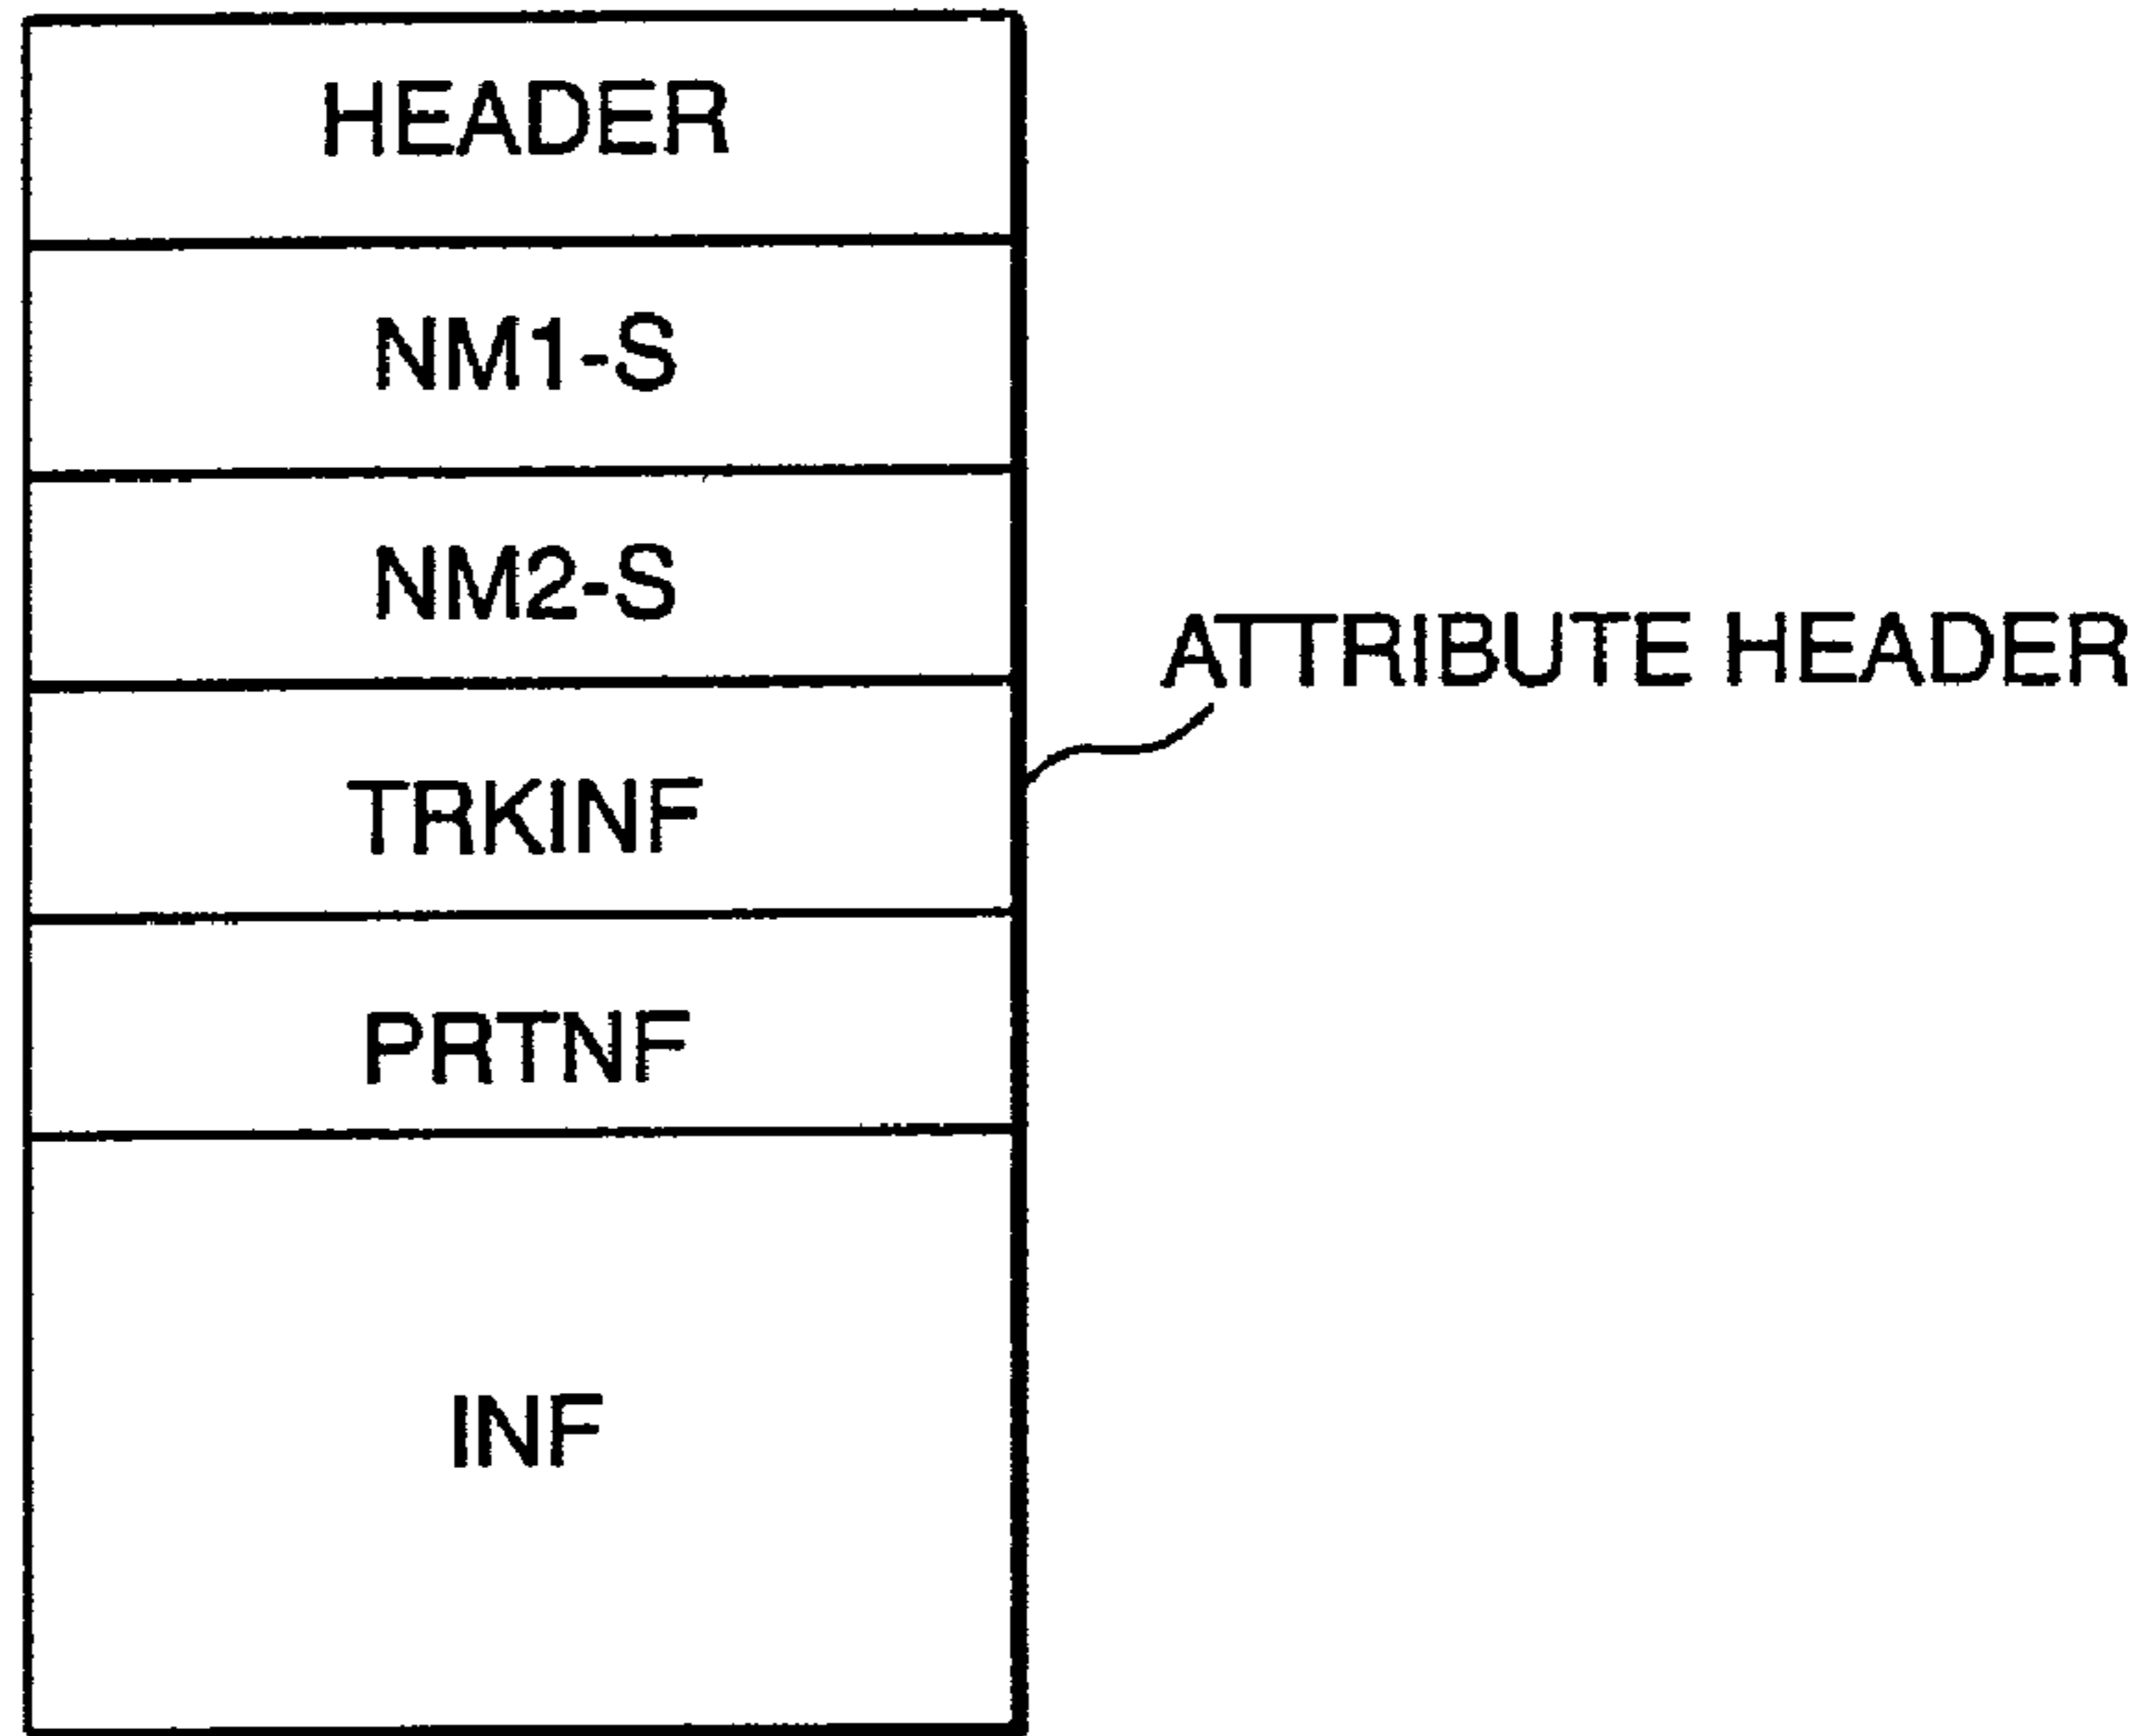 HEADER
NM1-S
NM2-S
ATTRIBUTE HEADER
TRKINF
PRTNF
INF